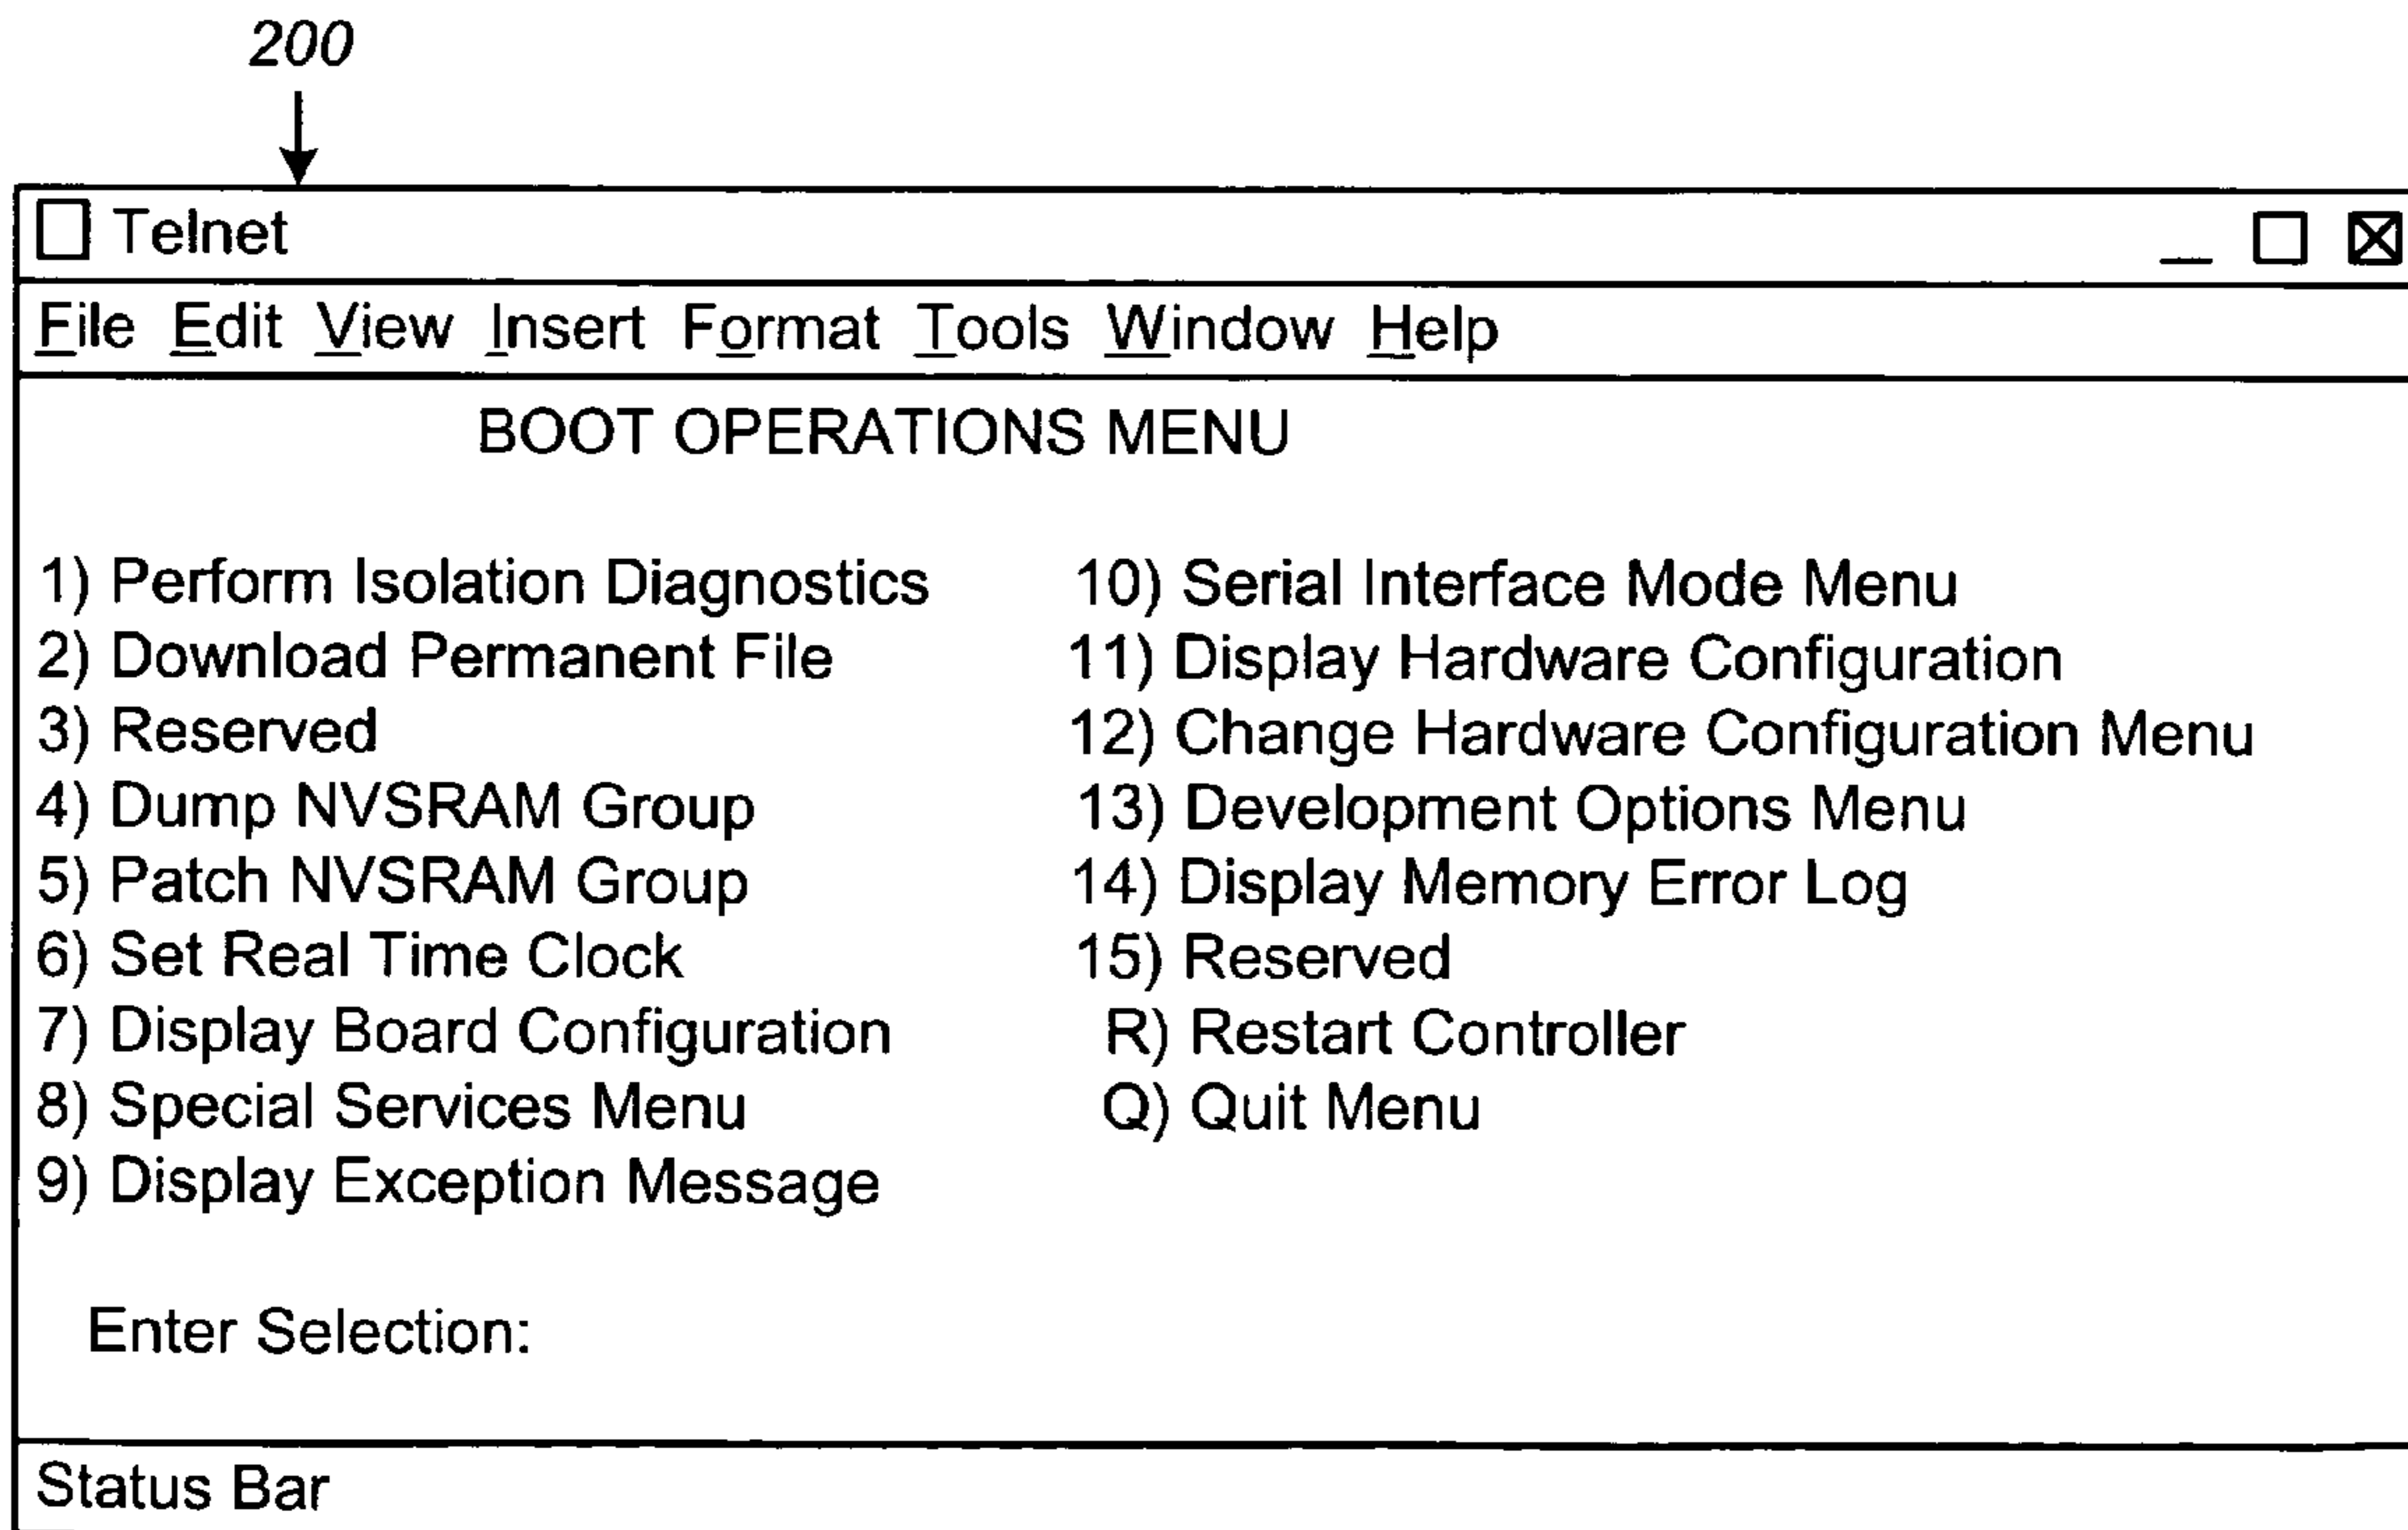 200
Telnet
File Edit View Insert Format Tools Window Help
BOOT OPERATIONS MENU
1) Perform Isolation Diagnostics
2) Download Permanent File
3) Reserved
4) Dump NVSRAM Group
5) Patch NVSRAM Group
6) Set Real Time Clock
7) Display Board Configuration
8) Special Services Menu
9) Display Exception Message
10) Serial Interface Mode Menu
11) Display Hardware Configuration
12) Change Hardware Configuration Menu
13) Development Options Menu
14) Display Memory Error Log
15) Reserved
R) Restart Controller
Q) Quit Menu
Enter Selection:
Status Bar